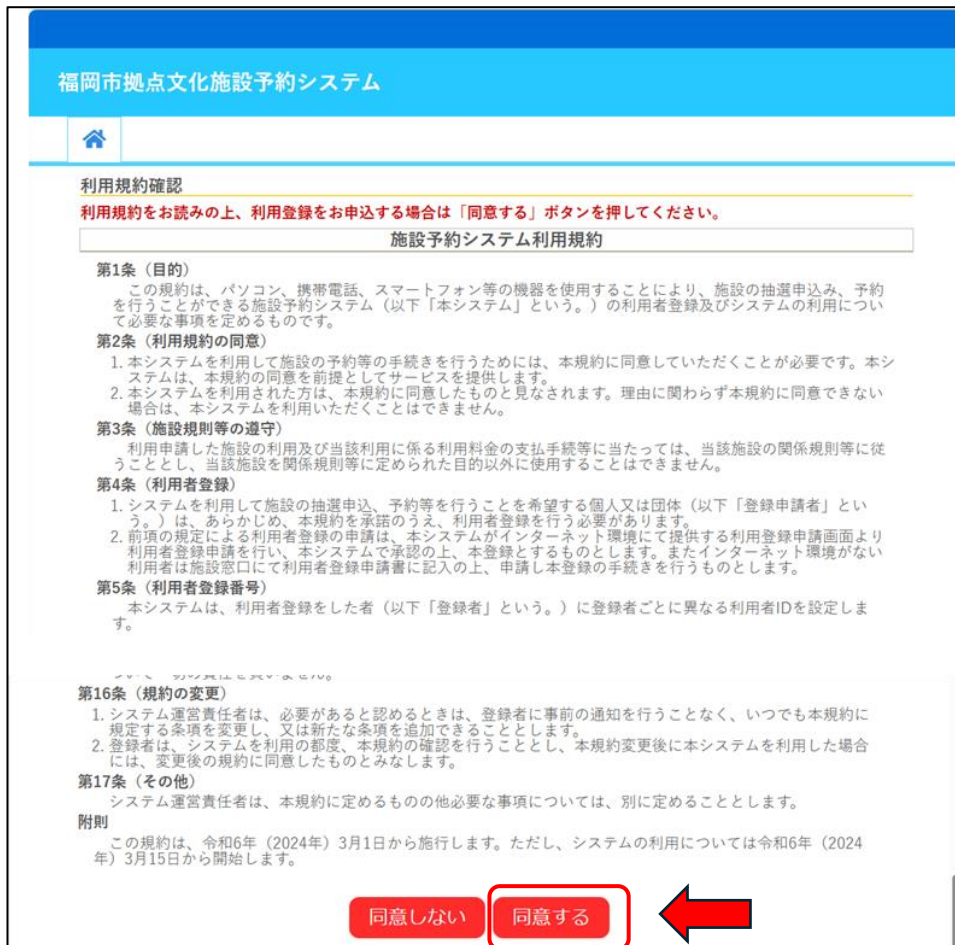 福岡市拠点文化施設予約システム
利用規約確認
利用規約をお読みの上、利用登録をお申込する場合は「同意する」ボタンを押してください。
施設予約システム利用規約
第1条（目的）
この規約は、パソコン、携帯電話、スマートフォン等の機器を使用することにより、施設の抽選申込み、予約
を行うことができる施設予約システム（以下「本システム」という。）の利用者登録及びシステムの利用につい
て必要な事項を定めるものです。
第2条（利用規約の同意）
1. 本システムを利用して施設の予約等の手続きを行うためには、本規約に同意していただくことが必要です。本シ
ステムは、本規約の同意を前提としてサービスを提供します。
2. 本システムを利用された方は、本規約に同意したものと見なされます。理由に関わらず本規約に同意できない
場合は、本システムを利用いただくことはできません。
第3条（施設規則等の遵守）
利用申請した施設の利用及び当該利用に係る利用料金の支払手続等に当たっては、当該施設の関係規則等に従
うこととし、当該施設を関係規則等に定められた目的以外に使用することはできません。
第4条（利用者登録）
1. システムを利用して施設の抽選申込、予約等を行うことを希望する個人又は団体（以下「登録申請者」とい
う。）は、あらかじめ、本規約を承諾のうえ、利用者登録を行う必要があります。
2. 前項の規定による利用者登録の申請は、本システムがインターネット環境にて提供する利用登録申請画面より
利用者登録申請を行い、本システムで承認の上、本登録とするものとします。またインターネット環境がない
利用者は施設窓口にて利用者登録申請書に記入の上、申請し本登録の手続きを行うものとします。
第5条（利用者登録番号）
本システムは、利用者登録をした者（以下「登録者」という。）に登録者ごとに異なる利用者IDを設定しま
す。
第16条（規約の変更）
1. システム運営責任者は、必要があると認めるときは、登録者に事前の通知を行うことなく、いつでも本規約に
規定する条項を変更し、又は新たな条項を追加できることとします。
2. 登録者は、システムを利用の都度、本規約の確認を行うこととし、本規約変更後に本システムを利用した場合
には、変更後の規約に同意したものとみなします。
第17条（その他）
システム運営責任者は、本規約に定めるものの他必要な事項については、別に定めることとします。
附則
この規約は、令和6年（2024年）3月1日から施行します。ただし、システムの利用については令和6年（2024
年）3月15日から開始します。
同意しない 同意する